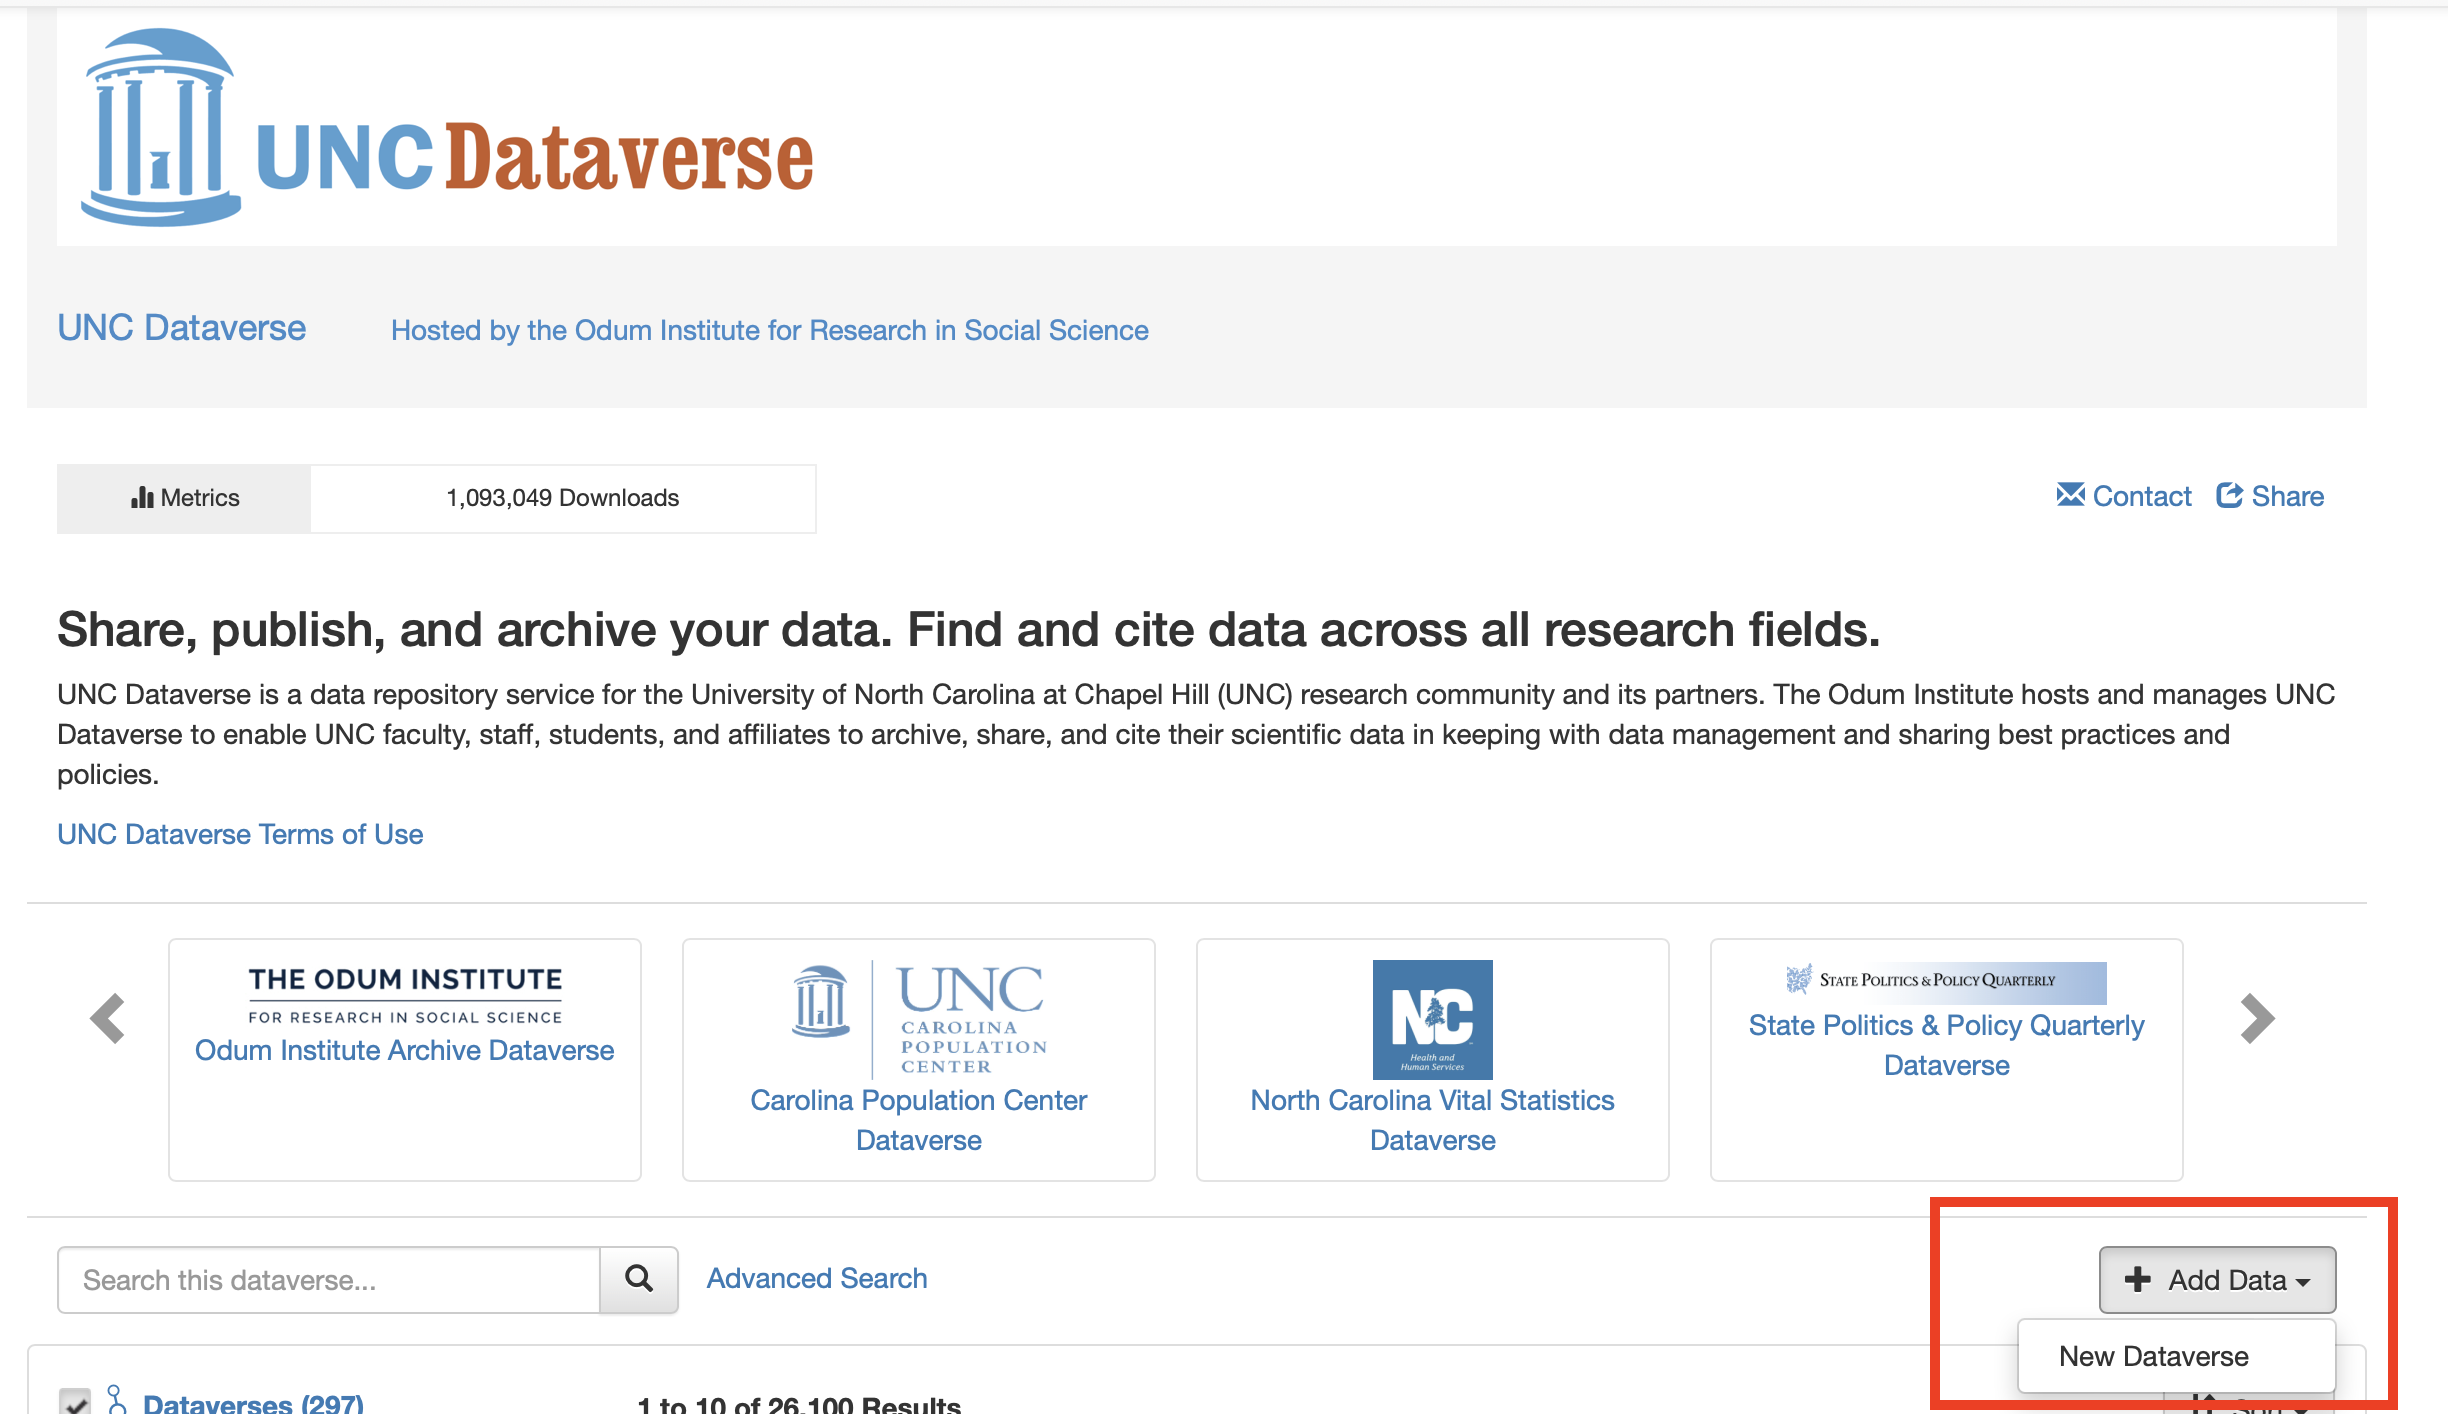 UNC Dataverse
UNC Dataverse
Hosted by the Odum Institute for Research in Social Science
Metrics
1,093,049 Downloads
Contact
Share
Share, publish, and archive your data. Find and cite data across all research fields.
UNC Dataverse is a data repository service for the University of North Carolina at Chapel Hill (UNC) research community and its partners. The Odum Institute hosts and manages UNC
Dataverse to enable UNC faculty, staff, students, and affiliates to archive, share, and cite their scientific data in keeping with data management and sharing best practices and
policies.
UNC Dataverse Terms of Use
THE ODUM INSTITUTE
FOR RESEARCH IN SOCIAL SCIENCE
Odum Institute Archive Dataverse
UNC
CAROLINA
POPULATION
CENTER
Carolina Population Center
Dataverse
NC
Health and
Human Services
North Carolina Vital Statistics
Dataverse
STATE POLITICS & POLICY QUARTERLY
State Politics & Policy Quarterly
Dataverse
Search this dataverse...
Advanced Search
Add Data
New Dataverse
Dataverses (297)
1 to 10 of 26,100 Results
Sort